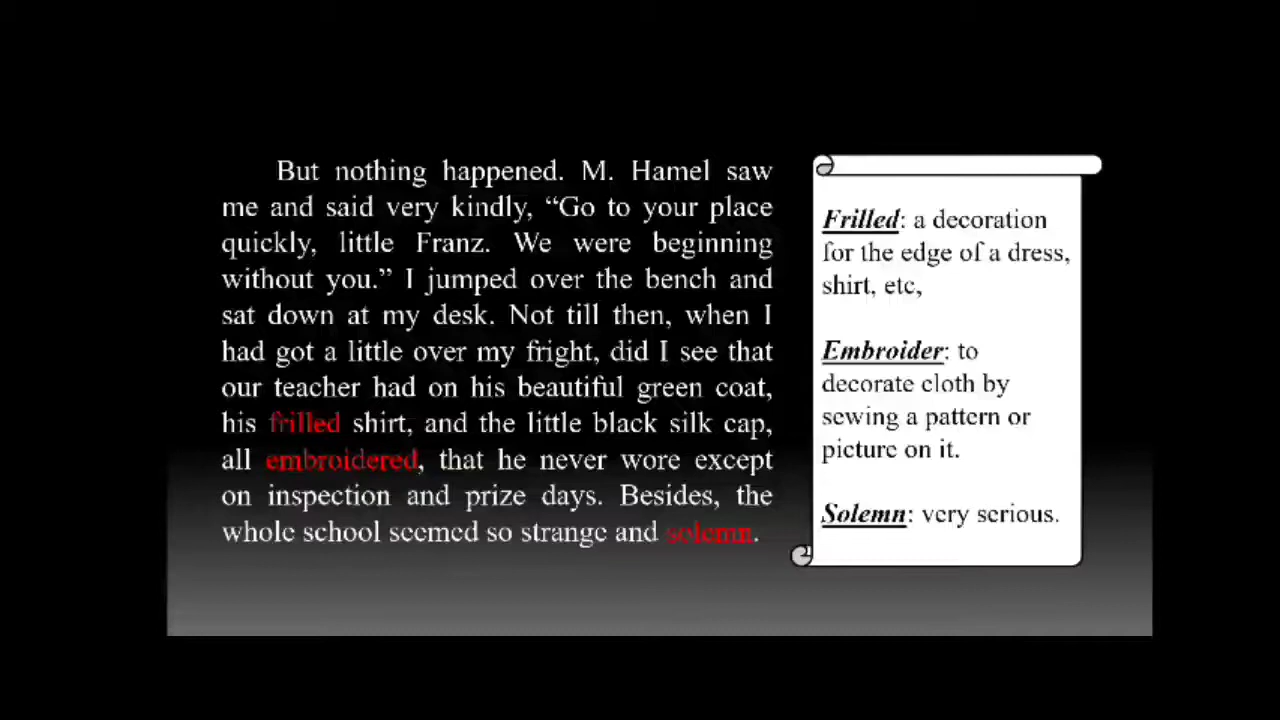 But nothing happened. M. Hamel saw
me and said very kindly, “Go to your place
quickly, little Franz. We were beginning
without you.” I jumped over the bench and
sat down at my desk. Not till then, when I
had got a little over my fright, did I see that
our teacher had on his beautiful green coat,
his frilled shirt, and the little black silk cap,
all embroidered, that he never wore except
on inspection and prize days. Besides, the
whole school seemed so strange and solemn.
Frilled: a decoration
for the edge of a dress,
shirt, etc,
Embroider: to
decorate cloth by
sewing a pattern or
picture on it.
Solemn: very serious.